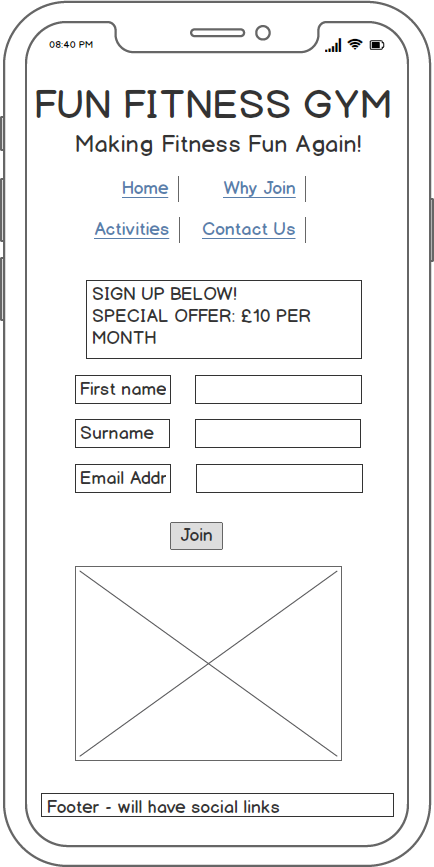 08:40 PM
FUN FITNESS GYM
Making Fitness Fun Again!
Home Why Join
Activities Contact Us
SIGN UP BELOW!
SPECIAL OFFER: £10 PER
MONTH
First name
Surname
Email Addr
Join
Footer - will have social links